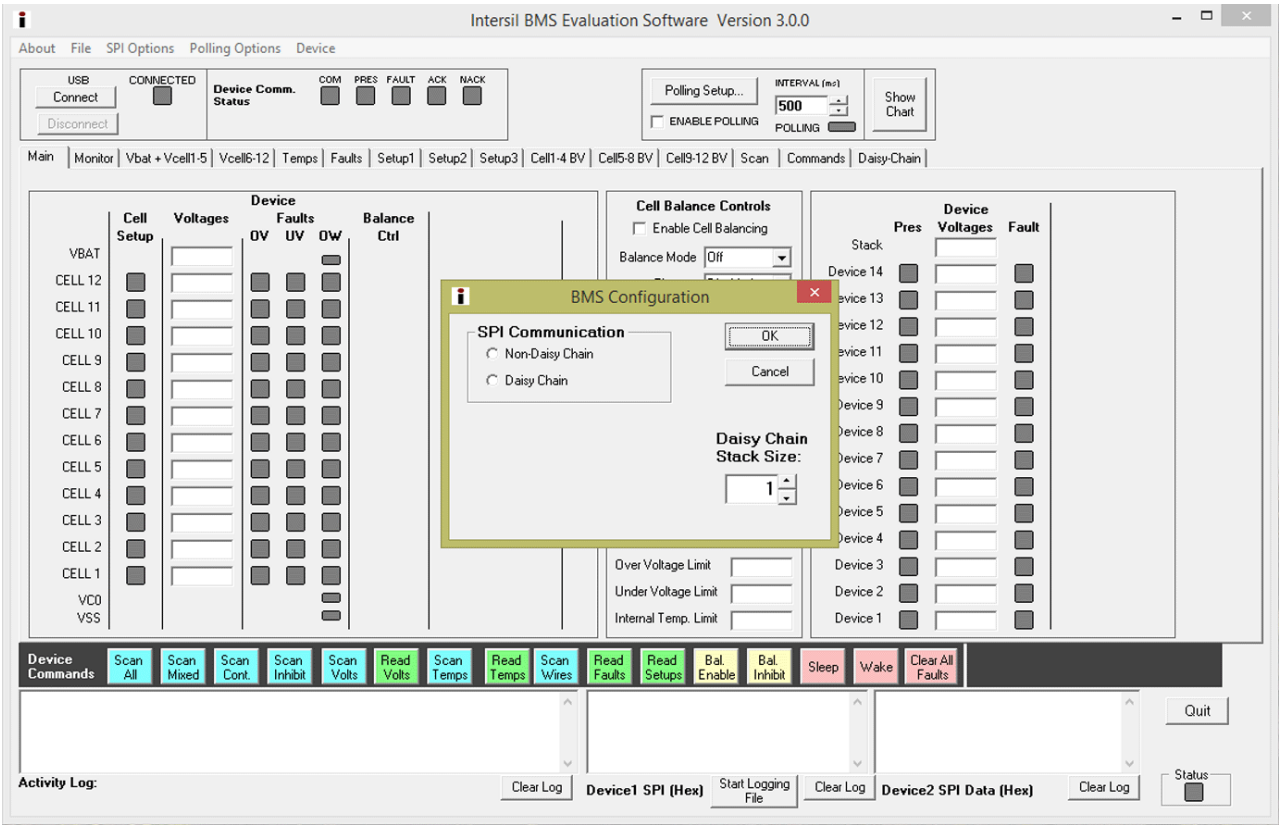 Intersil BMS Evaluation Software Version 3.0.0
About File SPI Options Polling Options Device
USB
Connect
Disconnect
CONNECTED
Device Comm.
Status
COM PRES FAULT ACK NACK
Polling Setup...
ENABLE POLLING
INTERVAL (ms)
500
POLLING
Show
Chart
Main Monitor Vbat + Vcell1-5 Vcell6-12 Temps Faults Setup1 Setup2 Setup3 Cell1-4 BV Cell5-8 BV Cell9-12 BV Scan Commands Daisy-Chain
Cell
Setup
Voltages
Device
Faults
OV UV OW
Balance
Ctrl
VBAT
CELL 12
CELL 11
CELL 10
CELL 9
CELL 8
CELL 7
CELL 6
CELL 5
CELL 4
CELL 3
CELL 2
CELL 1
VC0
VSS
Cell Balance Controls
Enable Cell Balancing
Balance Mode Off
BMS Configuration
SPI Communication
Non-Daisy Chain
Daisy Chain
OK
Cancel
Daisy Chain
Stack Size:
1
Over Voltage Limit
Under Voltage Limit
Internal Temp. Limit
Pres
Device
Voltages
Fault
Stack
Device 14
Device 13
Device 12
Device 11
Device 10
Device 9
Device 8
Device 7
Device 6
Device 5
Device 4
Device 3
Device 2
Device 1
Device
Commands
Scan
All
Scan
Mixed
Scan
Cont.
Scan
Inhibit
Scan
Volts
Read
Volts
Scan
Temps
Read
Temps
Scan
Wires
Read
Faults
Read
Setups
Bal.
Enable
Bal.
Inhibit
Sleep
Wake
Clear All
Faults
Quit
Activity Log:
Clear Log
Device1 SPI (Hex)
Start Logging
File
Clear Log
Device2 SPI Data (Hex)
Clear Log
Status